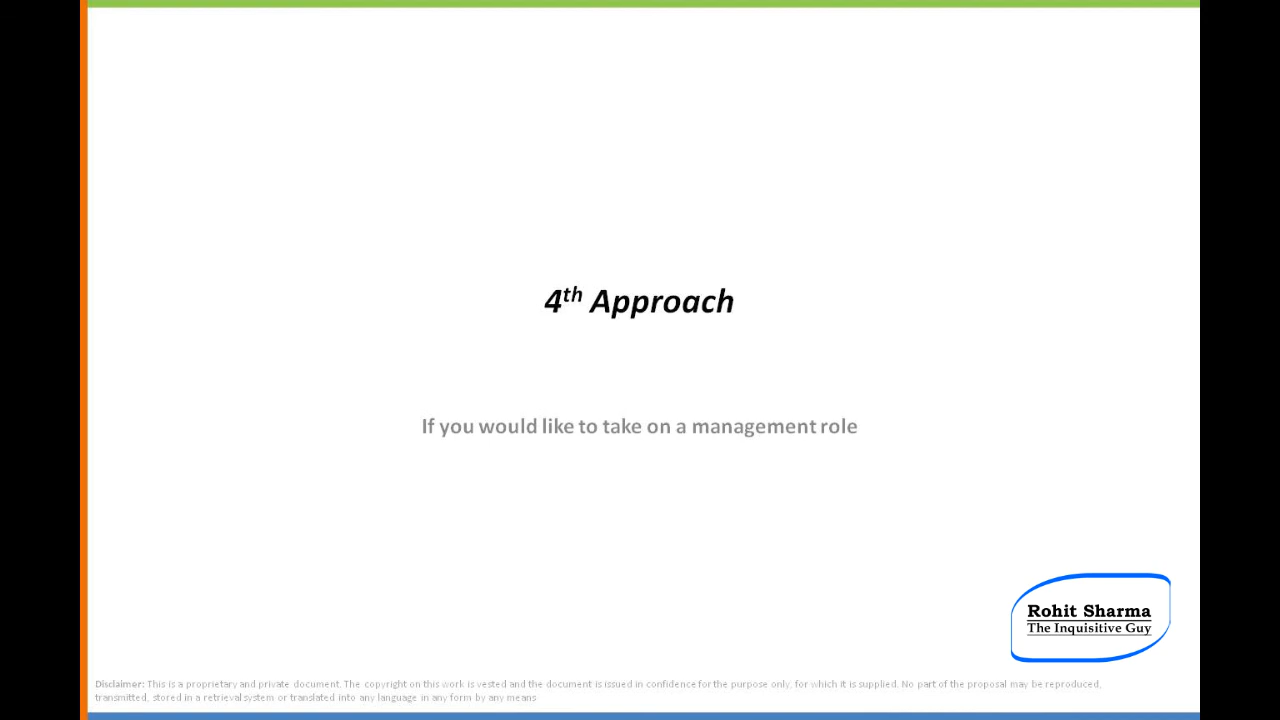 4th Approach
If you would like to take on a management role
Rohit Sharma
The Inquisitive Guy
Disclaimer: This is a proprietary and private document. The copyright on this work is vested and the document is issued in confidence for the purpose only, for which it is supplied. No part of the proposal may be reproduced,
transmitted, stored in a retrieval system or translated into any language in any form by any means